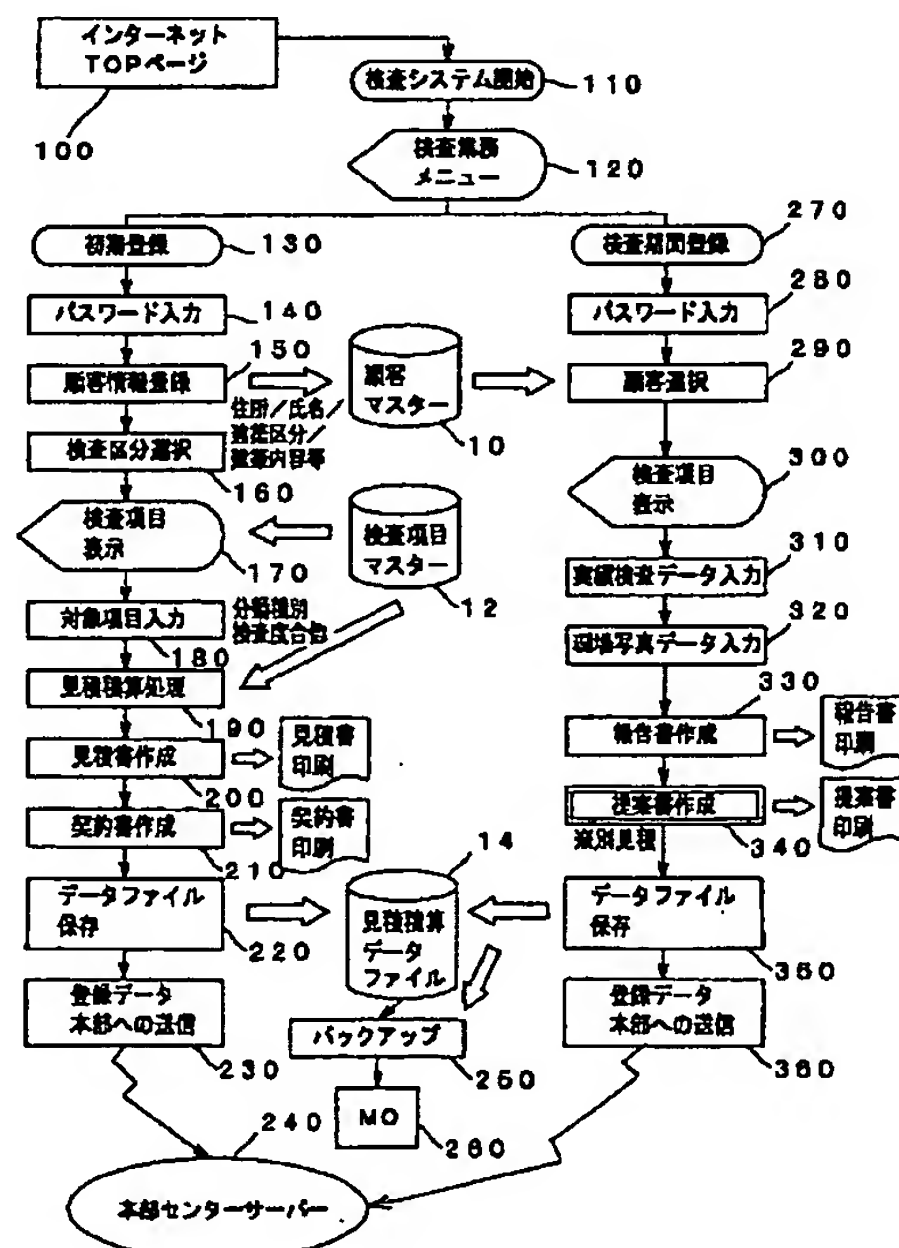 インターネット
TOPページ
100
検査システム開始
110
検査業務
メニュー
120
初期登録
130
パスワード入力
140
顧客情報登録
150
住所／氏名／
検査区分選択
160
検査項目
表示
170
対象項目入力
180
見積積算処理
190
見積書作成
200
見積書
印刷
契約書作成
210
契約書
印刷
データファイル
保存
220
登録データ
本部への送信
230
顧客
マスター
10
検査項目
マスター
12
分類種別
検査度合他
14
見積積算
データ
ファイル
バックアップ
250
MO
260
240
本部センターサーバー
270
検査期間登録
280
パスワード入力
290
顧客選択
300
検査項目
表示
310
実績検査データ入力
320
現場写真データ入力
330
報告書作成
報告書
印刷
提案書作成
340
提案書
印刷
データファイル
保存
350
登録データ
本部への送信
360